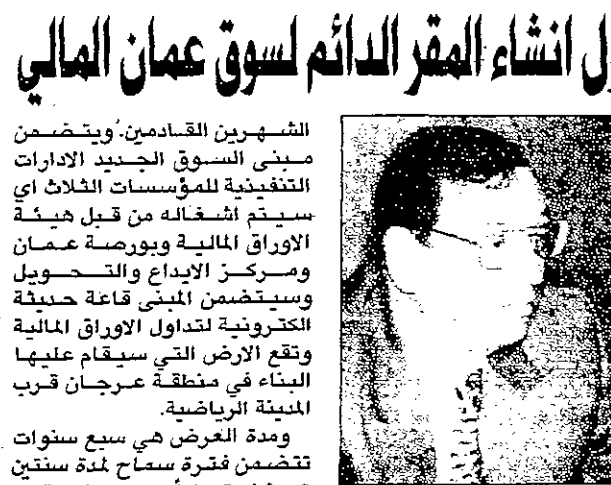 ل انشاء المقر الدائم لسوق عمان المالي
الشهرين القادمين. ويتضمن
مبنى السوق الجديد الادارات
التنفيذية للمؤسسات الثلاث اي
سيتم اشغاله من قبل هيئة
الاوراق المالية وبورصة عمان
ومركز الايداع والتحويل
وسيتضمن المبنى قاعة حديثة
الكترونية لتداول الاوراق المالية
وتقع الارض التي سيقام عليها
البناء في منطقة عرجان قرب
المدينة الرياضية.
ومدة العرض هي سبع سنوات
تتضمن فترة سماح لمدة سنتين